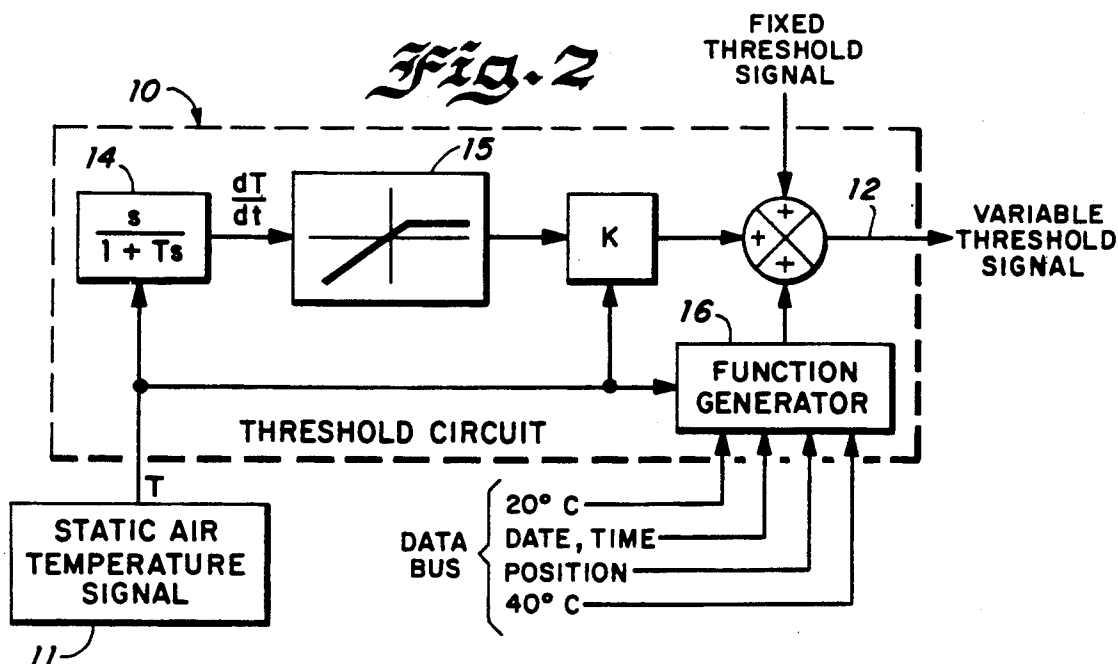 FIXED
THRESHOLD
SIGNAL
Fig. 2
10
14
15
12
s
1 + Ts
dT
dt
K
+
+
+
VARIABLE
THRESHOLD
SIGNAL
16
FUNCTION
GENERATOR
THRESHOLD CIRCUIT
T
STATIC AIR
TEMPERATURE
SIGNAL
11
DATA
BUS
20° C
DATE, TIME
POSITION
40° C